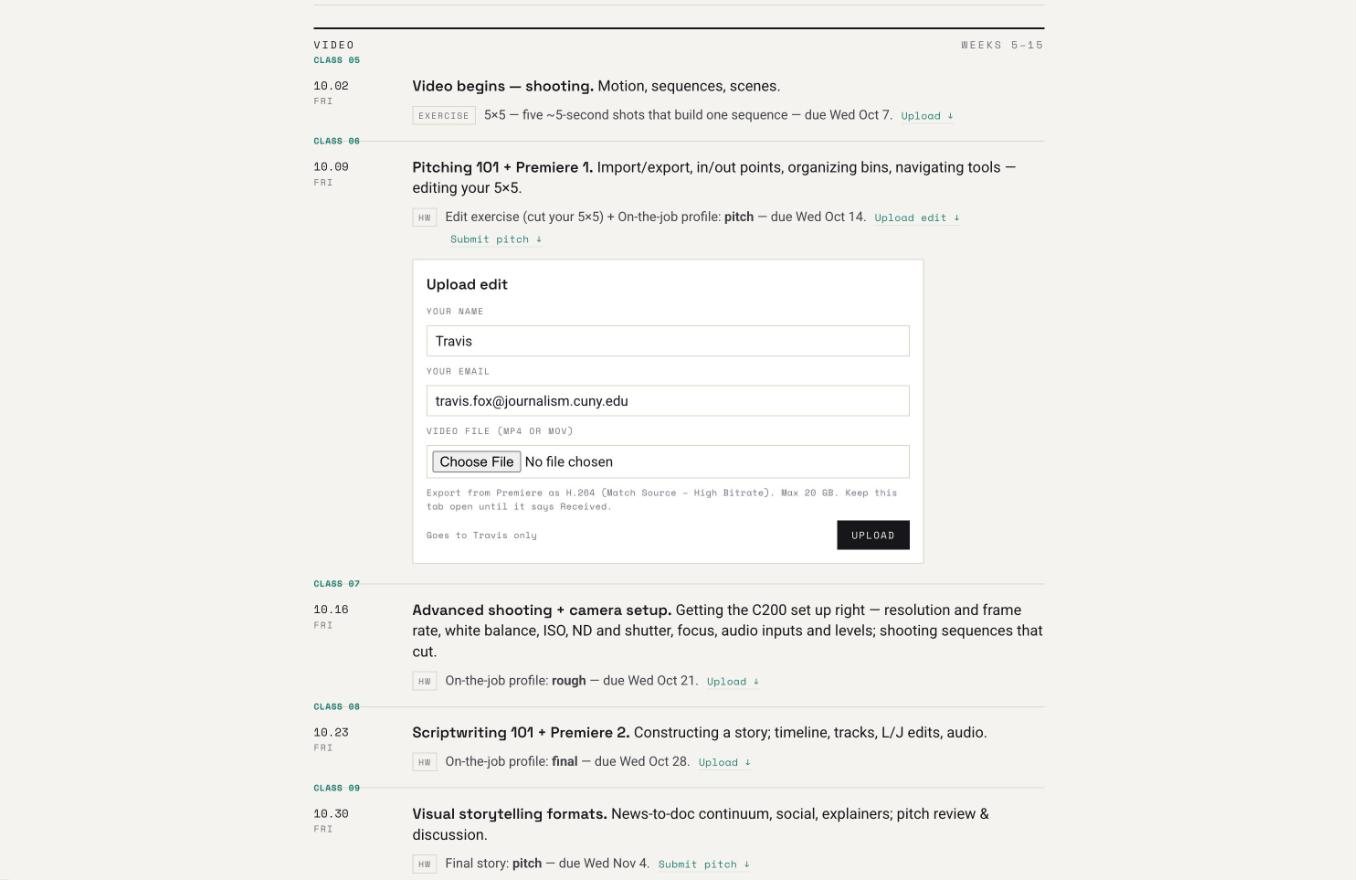 VIDEO
WEEKS 5–15
CLASS 05
10.02
FRI
Video begins — shooting. Motion, sequences, scenes.
EXERCISE 5×5 — five ~5-second shots that build one sequence — due Wed Oct 7. Upload ↓
CLASS 06
10.09
FRI
Pitching 101 + Premiere 1. Import/export, in/out points, organizing bins, navigating tools —
editing your 5×5.
HW Edit exercise (cut your 5×5) + On-the-job profile: pitch — due Wed Oct 14. Upload edit ↓
Submit pitch ↓
Upload edit
YOUR NAME
Travis
YOUR EMAIL
travis.fox@journalism.cuny.edu
VIDEO FILE (MP4 OR MOV)
Choose File No file chosen
Export from Premiere as H.264 (Match Source – High Bitrate). Max 20 GB. Keep this
tab open until it says Received.
Goes to Travis only
UPLOAD
CLASS 07
10.16
FRI
Advanced shooting + camera setup. Getting the C200 set up right — resolution and frame
rate, white balance, ISO, ND and shutter, focus, audio inputs and levels; shooting sequences that
cut.
HW On-the-job profile: rough — due Wed Oct 21. Upload ↓
CLASS 08
10.23
FRI
Scriptwriting 101 + Premiere 2. Constructing a story; timeline, tracks, L/J edits, audio.
HW On-the-job profile: final — due Wed Oct 28. Upload ↓
CLASS 09
10.30
FRI
Visual storytelling formats. News-to-doc continuum, social, explainers; pitch review &
discussion.
HW Final story: pitch — due Wed Nov 4. Submit pitch ↓